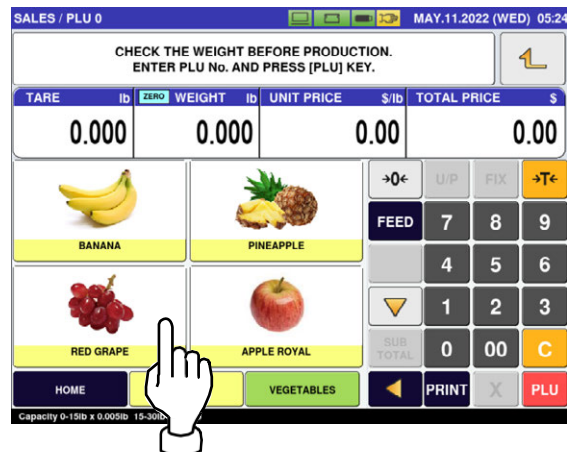 SALES / PLU 0 MAY.11.2022 (WED) 05:24
CHECK THE WEIGHT BEFORE PRODUCTION.
ENTER PLU No. AND PRESS [PLU] KEY.
TARE lb ZERO WEIGHT lb UNIT PRICE $/lb TOTAL PRICE $
0.000 0.000 0.00 0.00
→0← U/P FIX →T←
FEED 7 8 9
BANANA PINEAPPLE
4 5 6
1 2 3
RED GRAPE APPLE ROYAL
SUB TOTAL 0 00 C
HOME VEGETABLES PRINT X PLU
Capacity 0-15lb x 0.005lb 15-30lb